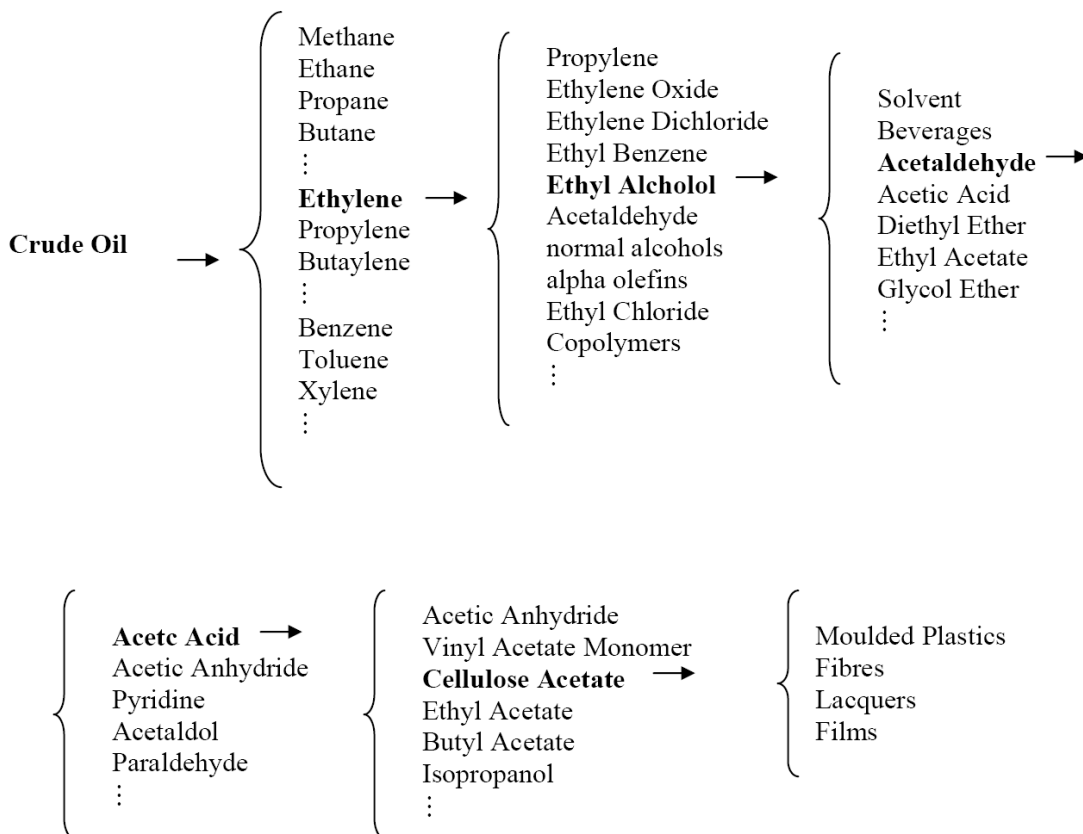 Crude Oil
Methane
Ethane
Propane
Butane
⋮
Ethylene
Propylene
Butaylene
⋮
Benzene
Toluene
Xylene
⋮
Propylene
Ethylene Oxide
Ethylene Dichloride
Ethyl Benzene
Ethyl Alcholol
Acetaldehyde
normal alcohols
alpha olefins
Ethyl Chloride
Copolymers
⋮
Solvent
Beverages
Acetaldehyde
Acetic Acid
Diethyl Ether
Ethyl Acetate
Glycol Ether
⋮
Acetc Acid
Acetic Anhydride
Pyridine
Acetaldol
Paraldehyde
⋮
Acetic Anhydride
Vinyl Acetate Monomer
Cellulose Acetate
Ethyl Acetate
Butyl Acetate
Isopropanol
⋮
Moulded Plastics
Fibres
Lacquers
Films